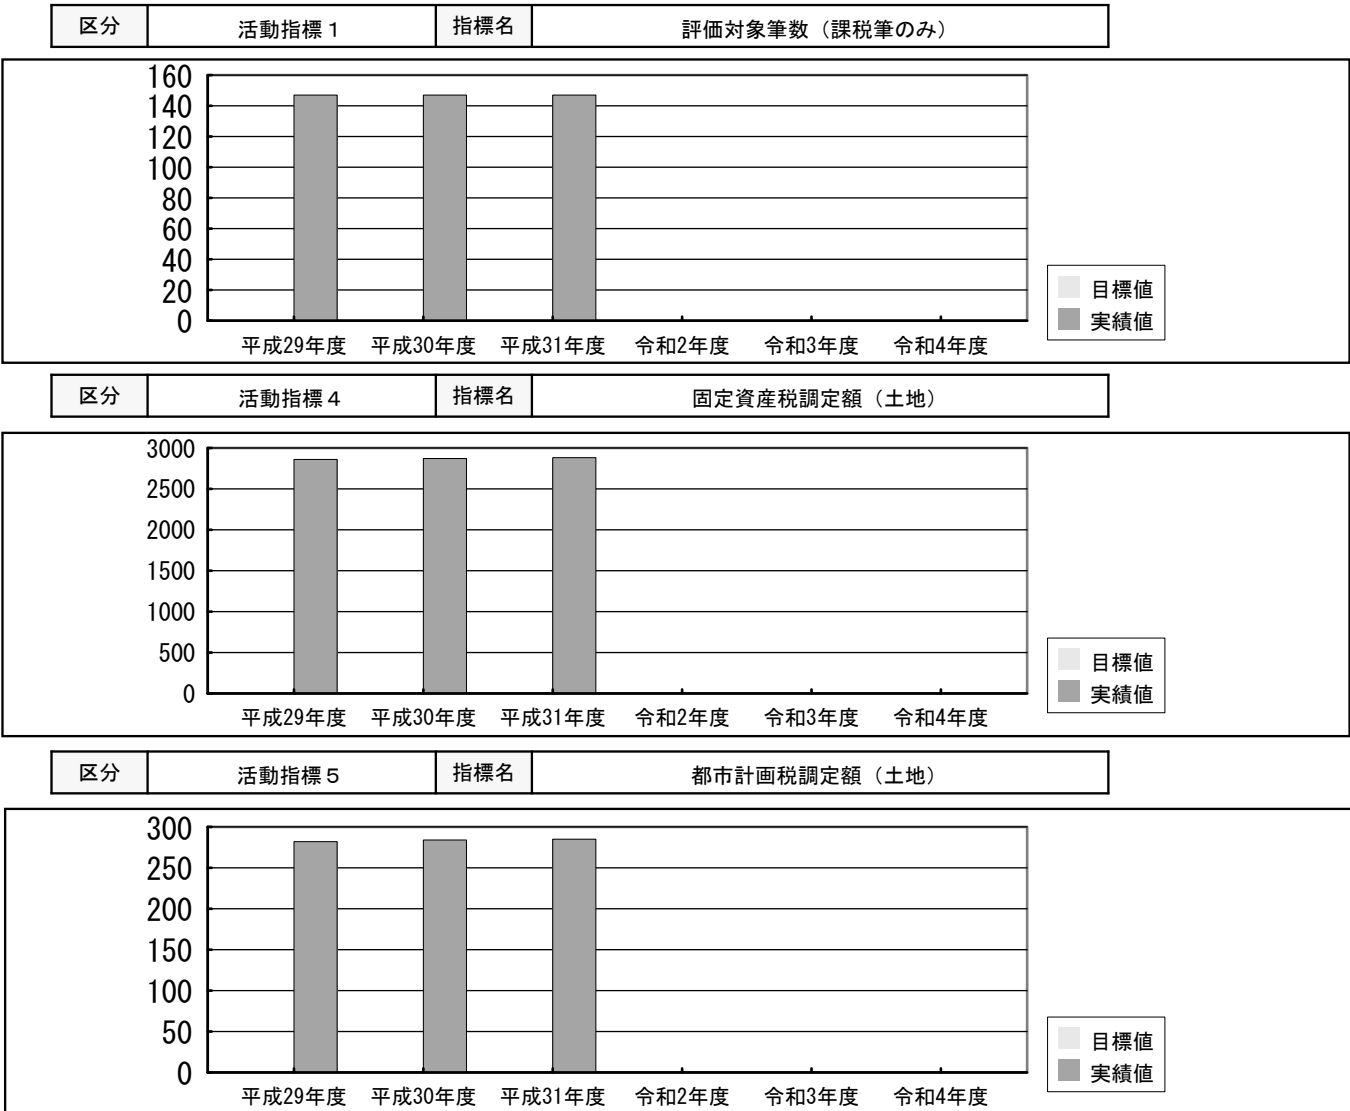 区分 活動指標１ 指標名 評価対象筆数（課税筆のみ）
160
140
120
100
80
60
40
20
0
平成29年度 平成30年度 平成31年度 令和2年度 令和3年度 令和4年度
目標値
実績値
区分 活動指標４ 指標名 固定資産税調定額（土地）
3000
2500
2000
1500
1000
500
0
平成29年度 平成30年度 平成31年度 令和2年度 令和3年度 令和4年度
目標値
実績値
区分 活動指標５ 指標名 都市計画税調定額（土地）
300
250
200
150
100
50
0
平成29年度 平成30年度 平成31年度 令和2年度 令和3年度 令和4年度
目標値
実績値